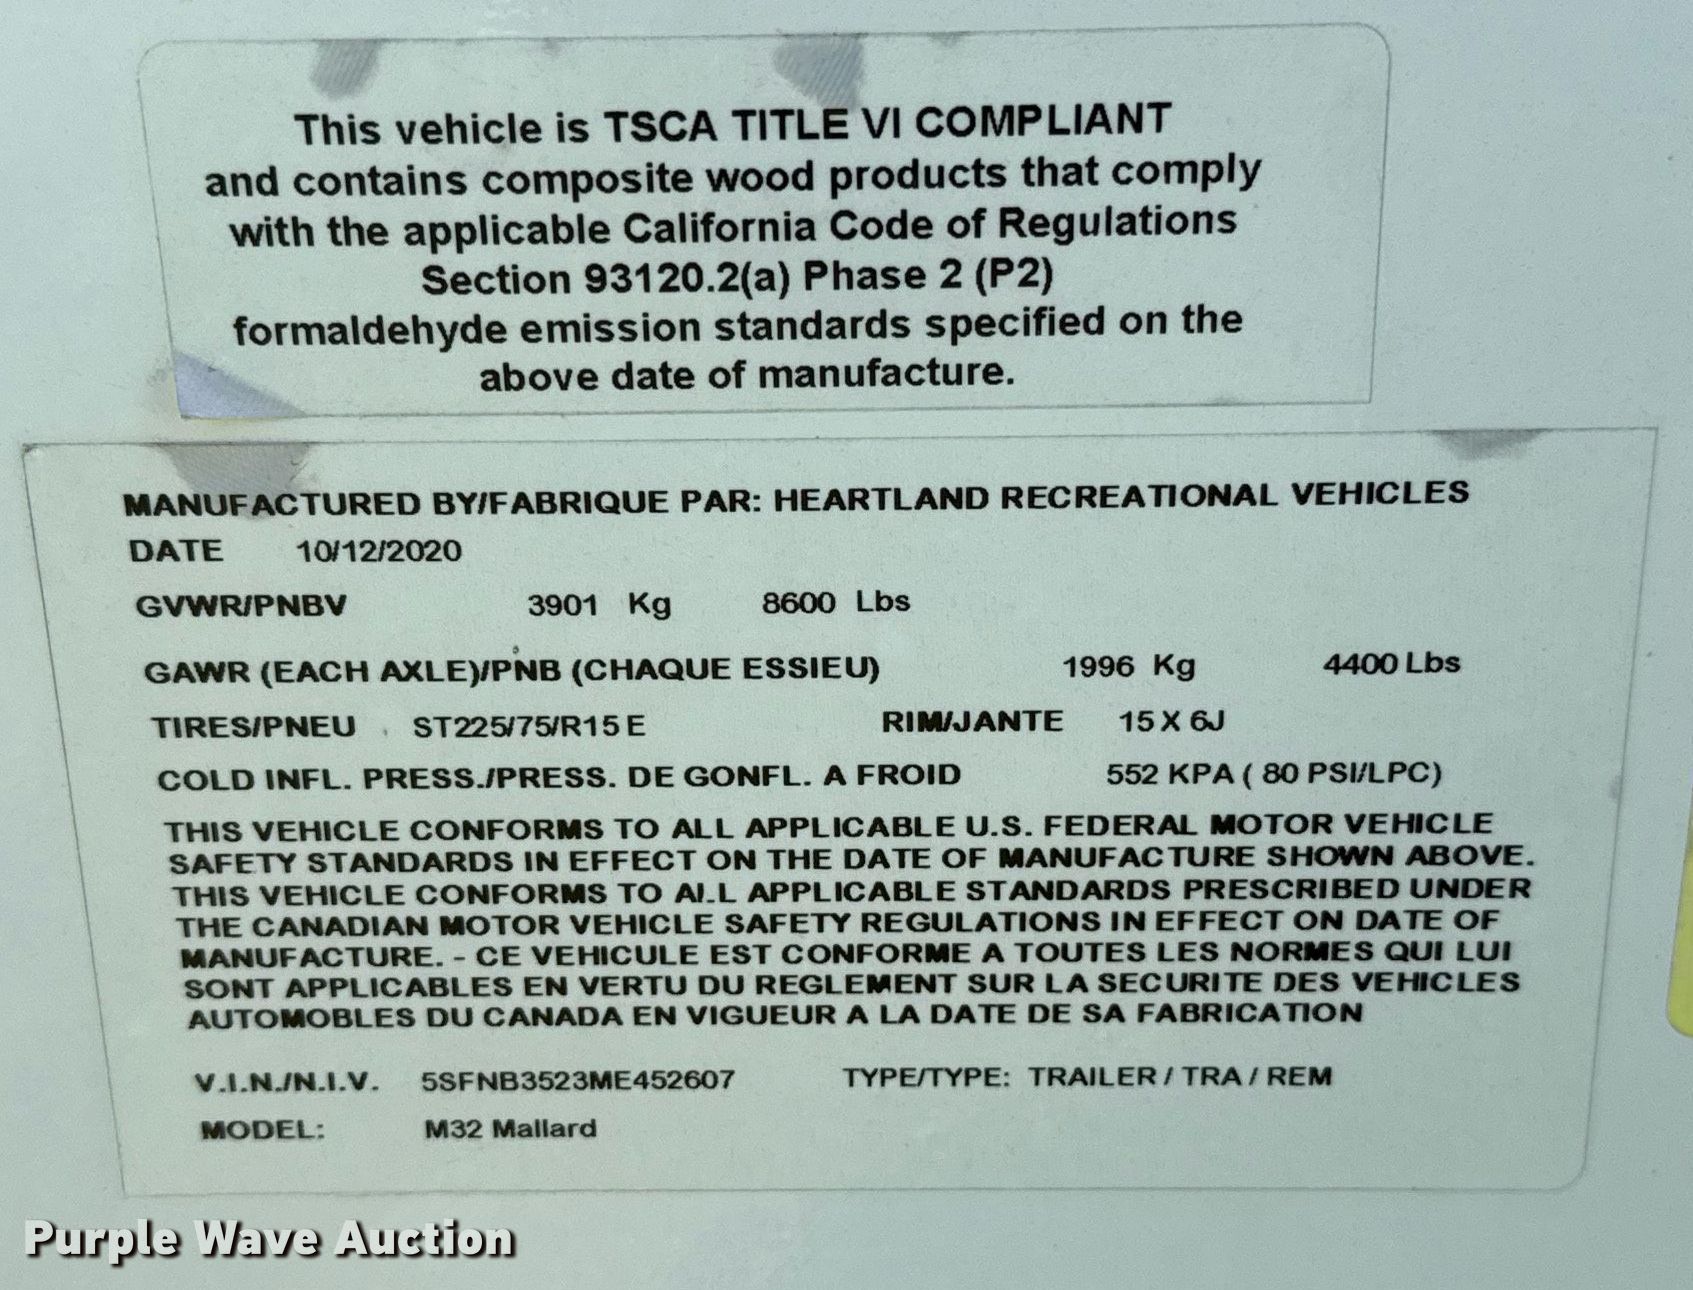 This vehicle is TSCA TITLE VI COMPLIANT
and contains composite wood products that comply
with the applicable California Code of Regulations
Section 93120.2(a) Phase 2 (P2)
formaldehyde emission standards specified on the
above date of manufacture.
MANUFACTURED BY/FABRIQUE PAR: HEARTLAND RECREATIONAL VEHICLES
DATE 10/12/2020
GVWR/PNBV 3901 Kg 8600 Lbs
GAWR (EACH AXLE)/PNB (CHAQUE ESSIEU) 1996 Kg 4400 Lbs
TIRES/PNEU ST225/75/R15 E RIM/JANTE 15 X 6J
COLD INFL. PRESS./PRESS. DE GONFL. A FROID 552 KPA ( 80 PSI/LPC)
THIS VEHICLE CONFORMS TO ALL APPLICABLE U.S. FEDERAL MOTOR VEHICLE
SAFETY STANDARDS IN EFFECT ON THE DATE OF MANUFACTURE SHOWN ABOVE.
THIS VEHICLE CONFORMS TO ALL APPLICABLE STANDARDS PRESCRIBED UNDER
THE CANADIAN MOTOR VEHICLE SAFETY REGULATIONS IN EFFECT ON DATE OF
MANUFACTURE. - CE VEHICULE EST CONFORME A TOUTES LES NORMES QUI LUI
SONT APPLICABLES EN VERTU DU REGLEMENT SUR LA SECURITE DES VEHICLES
AUTOMOBLES DU CANADA EN VIGUEUR A LA DATE DE SA FABRICATION
V.I.N./N.I.V. 5SFNB3523ME452607 TYPE/TYPE: TRAILER / TRA / REM
MODEL: M32 Mallard
Purple Wave Auction